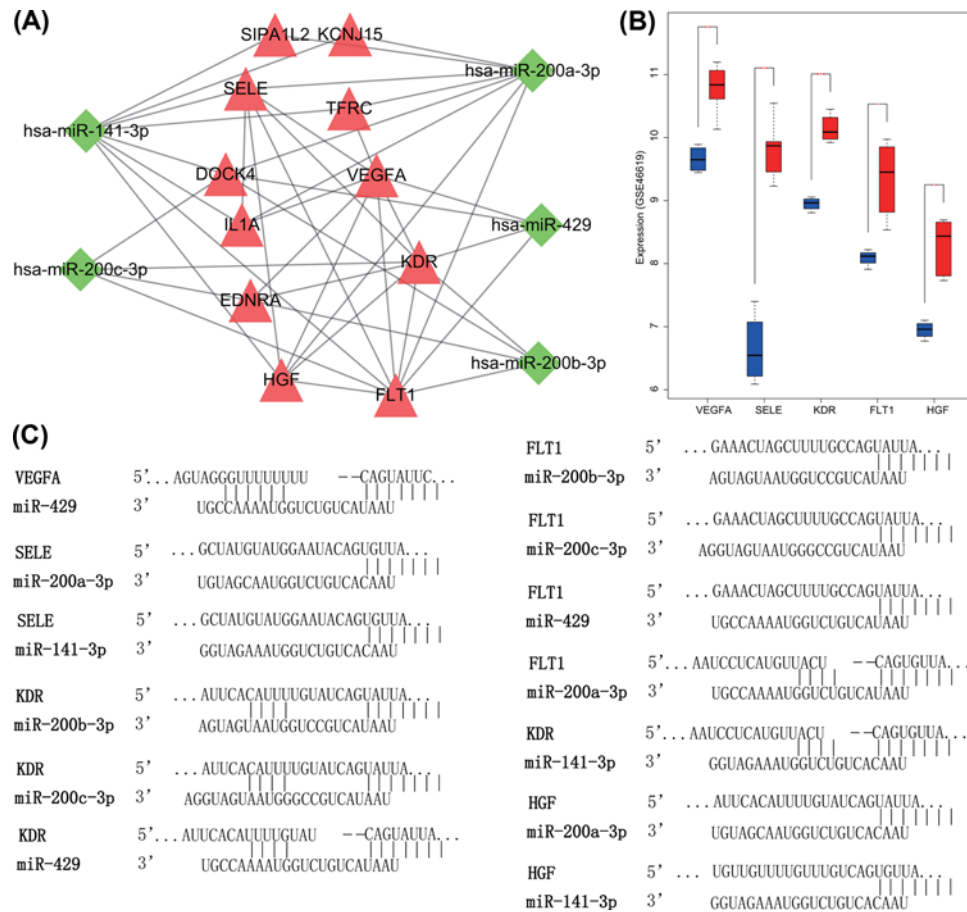 (A)
SIPA1L2 KCNJ15
hsa-miR-200a-3p
SELE
TFRC
hsa-miR-141-3p
DOCK4
VEGFA
IL1A
hsa-miR-429
hsa-miR-200c-3p
KDR
EDNRA
hsa-miR-200b-3p
HGF
FLT1
(B)
Expression (GSE46619)
11
10
9
8
7
6
VEGFA SELE KDR FLT1 HGF
(C)
VEGFA 5’...AGUAGGGUUUUUUUU --CAGUAUUC...
miR-429 3’ UGCCAAAAUGGUCUGUCAUAAU
SELE 5’ ...GCUAUGUAUGGAAUACAGUGUUA...
miR-200a-3p 3’ UGUAGCAAUGGUCUGUCACAAU
SELE 5’ ...GCUAUGUAUGGAAUACAGUGUUA...
miR-141-3p 3’ GGUAGAAAUGGUCUGUCACAAU
KDR 5’ ...AUUCACAUUUUGUAUCAGUAUUA...
miR-200b-3p 3’ AGUAGUAAUGGUCCGUCAUAAU
KDR 5’ ...AUUCACAUUUUGUAUCAGUAUUA...
miR-200c-3p 3’ AGGUAGUAAUGGGCCGUCAUAAU
KDR 5’...AUUCACAUUUUGUAU --CAGUAUUA...
miR-429 3’ UGCCAAAAUGGUCUGUCAUAAU
FLT1 5’ ...GAAACUAGCUUUUGCCAGUAUUA...
miR-200b-3p 3’ AGUAGUAAUGGUCCGUCAUAAU
FLT1 5’ ...GAAACUAGCUUUUGCCAGUAUUA...
miR-200c-3p 3’ AGGUAGUAAUGGGCCGUCAUAAU
FLT1 5’ ...GAAACUAGCUUUUGCCAGUAUUA...
miR-429 3’ UGCCAAAAUGGUCUGUCAUAAU
FLT1 5’...AAUCCUCAUGUUACU --CAGUGUUA...
miR-200a-3p 3’ UGCCAAAAUGGUCUGUCAUAAU
KDR 5’...AAUCCUCAUGUUACU --CAGUGUUA...
miR-141-3p 3’ GGUAGAAAUGGUCUGUCACAAU
HGF 5’ ...AUUCACAUUUUGUAUCAGUAUUA...
miR-200a-3p 3’ UGUAGCAAUGGUCUGUCACAAU
HGF 5’ ... UGUUGUUUUGUUUGUCAGUGUUA...
miR-141-3p 3’ GGUAGAAAUGGUCUGUCACAAU